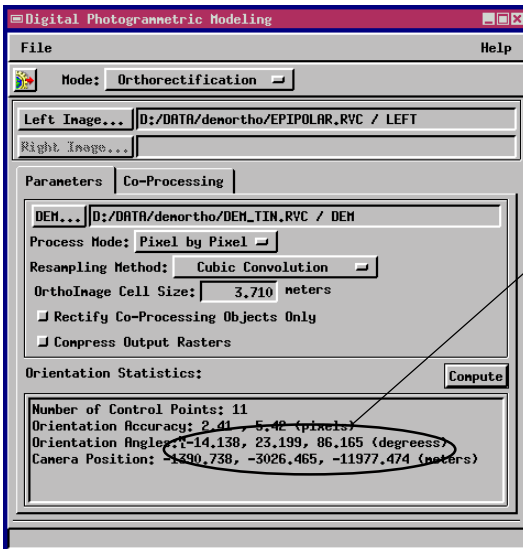 Digital Photogrammetric Modeling
File Help
Mode: Orthorectification
Left Image... D:/DATA/demortho/EPIPOLAR.RVC / LEFT
Right Image...
Parameters Co-Processing
DEM... D:/DATA/demortho/DEM_TIN.RVC / DEM
Process Mode: Pixel by Pixel
Resampling Method: Cubic Convolution
OrthoImage Cell Size: 3.710 meters
Rectify Co-Processing Objects Only
Compress Output Rasters
Orientation Statistics: Compute
Number of Control Points: 11
Orientation Accuracy: 2.41 , 5.42 (pixels)
Orientation Angles: -14.138, 23.199, 86.165 (degreess)
Camera Position: -1390.738, -3026.465, -11977.474 (meters)